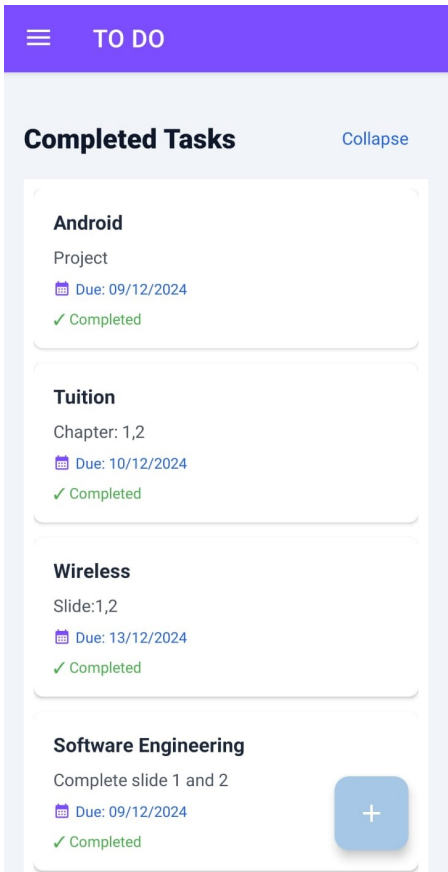 TO DO
Completed Tasks Collapse
Android
Project
Due: 09/12/2024
✓ Completed
Tuition
Chapter: 1,2
Due: 10/12/2024
✓ Completed
Wireless
Slide:1,2
Due: 13/12/2024
✓ Completed
Software Engineering
Complete slide 1 and 2
Due: 09/12/2024
✓ Completed
+